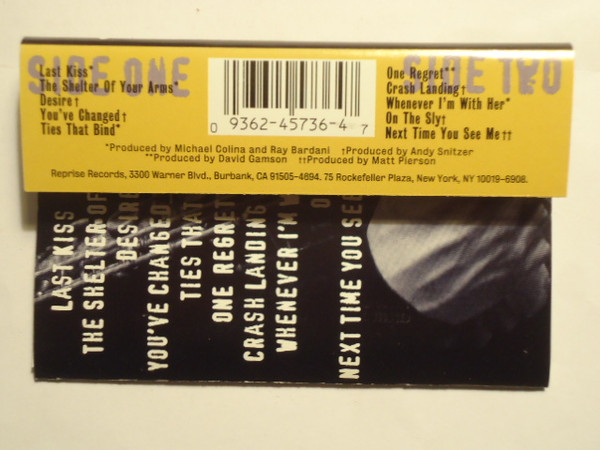 SIDE ONE
Last Kiss*
The Shelter Of Your Arms*
Desire†
You've Changed†
Ties That Bind*
0 9362-45736-4 7
SIDE TWO
One Regret**
Crash Landing†
Whenever I'm With Her*
On The Sly†
Next Time You See Me††
*Produced by Michael Colina and Ray Bardani †Produced by Andy Snitzer
**Produced by David Gamson ††Produced by Matt Pierson
Reprise Records, 3300 Warner Blvd., Burbank, CA 91505-4694. 75 Rockefeller Plaza, New York, NY 10019-6908.
LAST KISS
THE SHELTER OF
DESIRE
YOU'VE CHANGED
TIES THAT
ONE REGRET
CRASH LANDING
WHENEVER I'M W
O
NEXT TIME YOU SEE